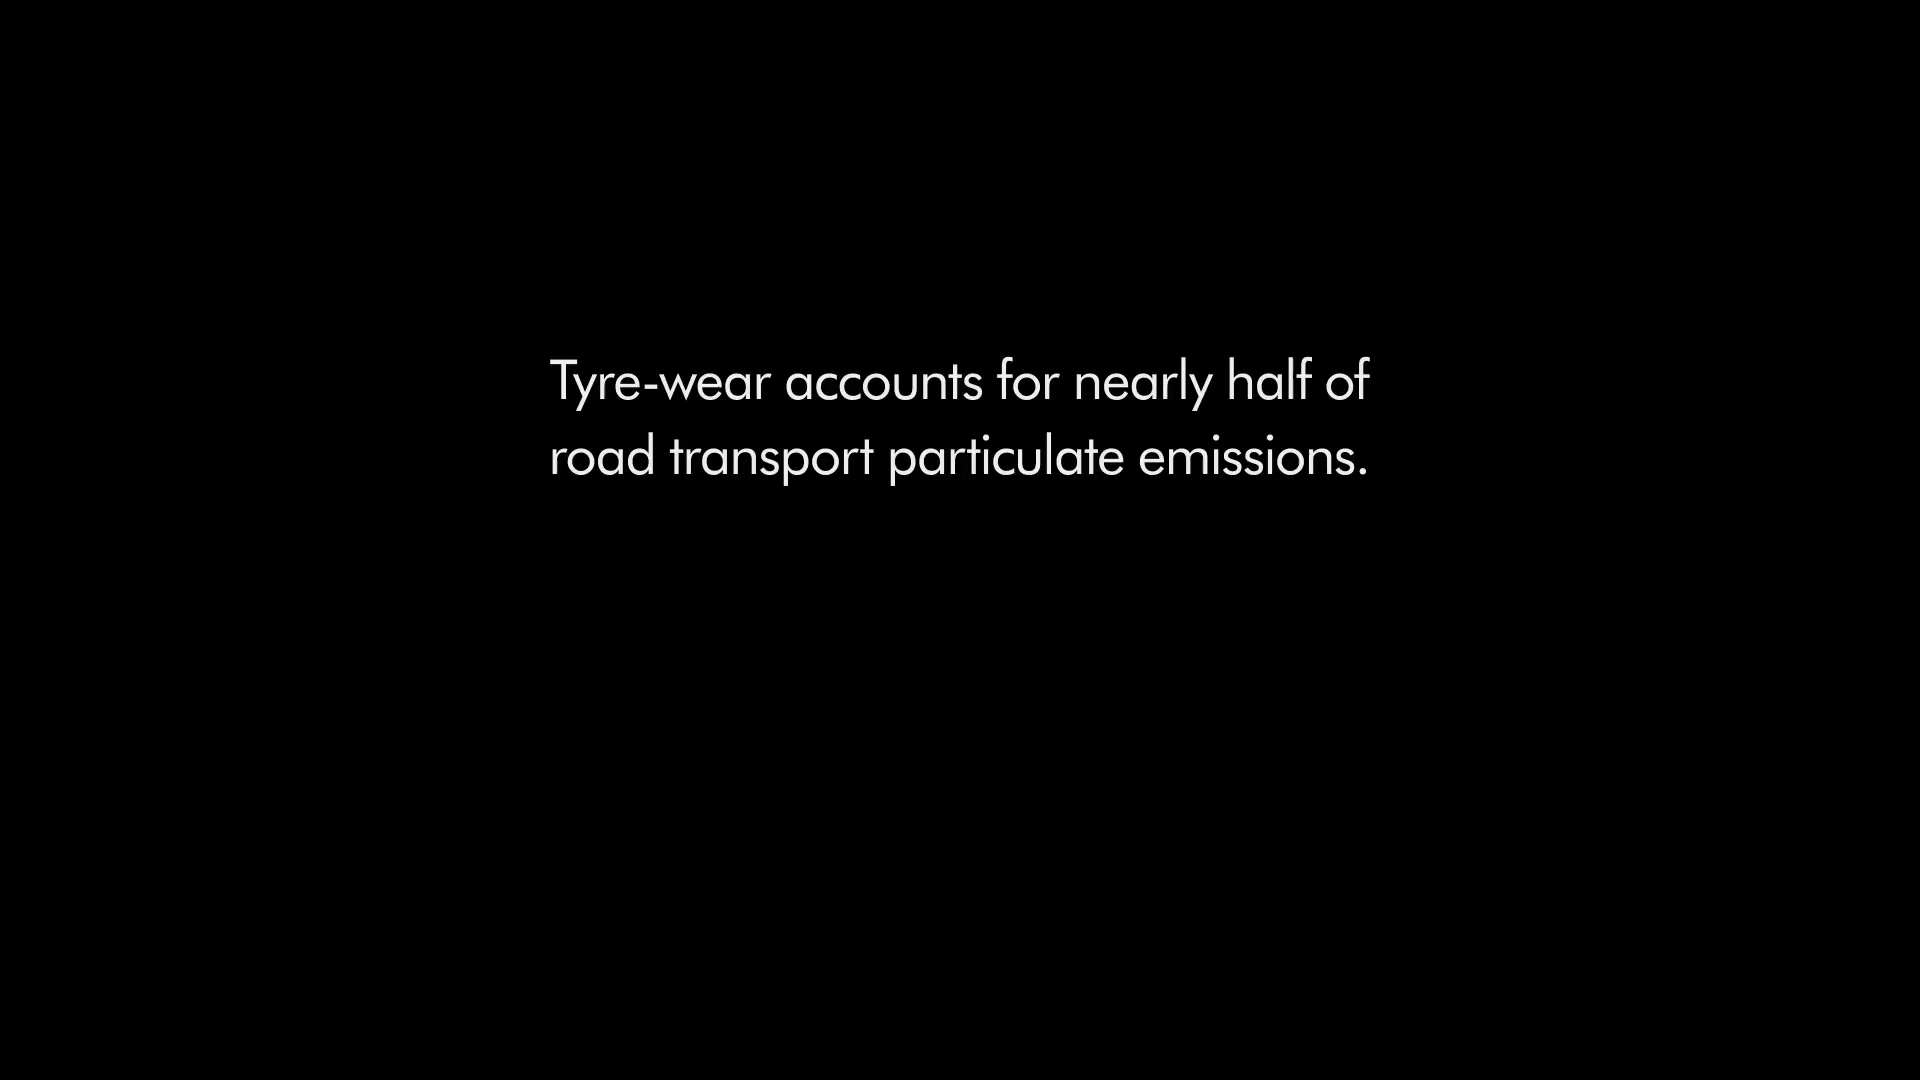 Tyre-wear accounts for nearly half of
road transport particulate emissions.